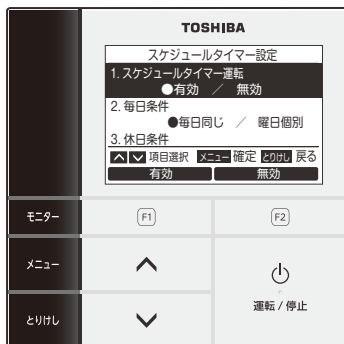 TOSHIBA
スケジュールタイマー設定
1. スケジュールタイマー運転
●有効 ／ 無効
2. 毎日条件
●毎日同じ ／ 曜日個別
3. 休日条件
項目選択 メニュー 確定 とりけし 戻る
有効 無効
モニター F1 F2
メニュー
運転 / 停止
とりけし